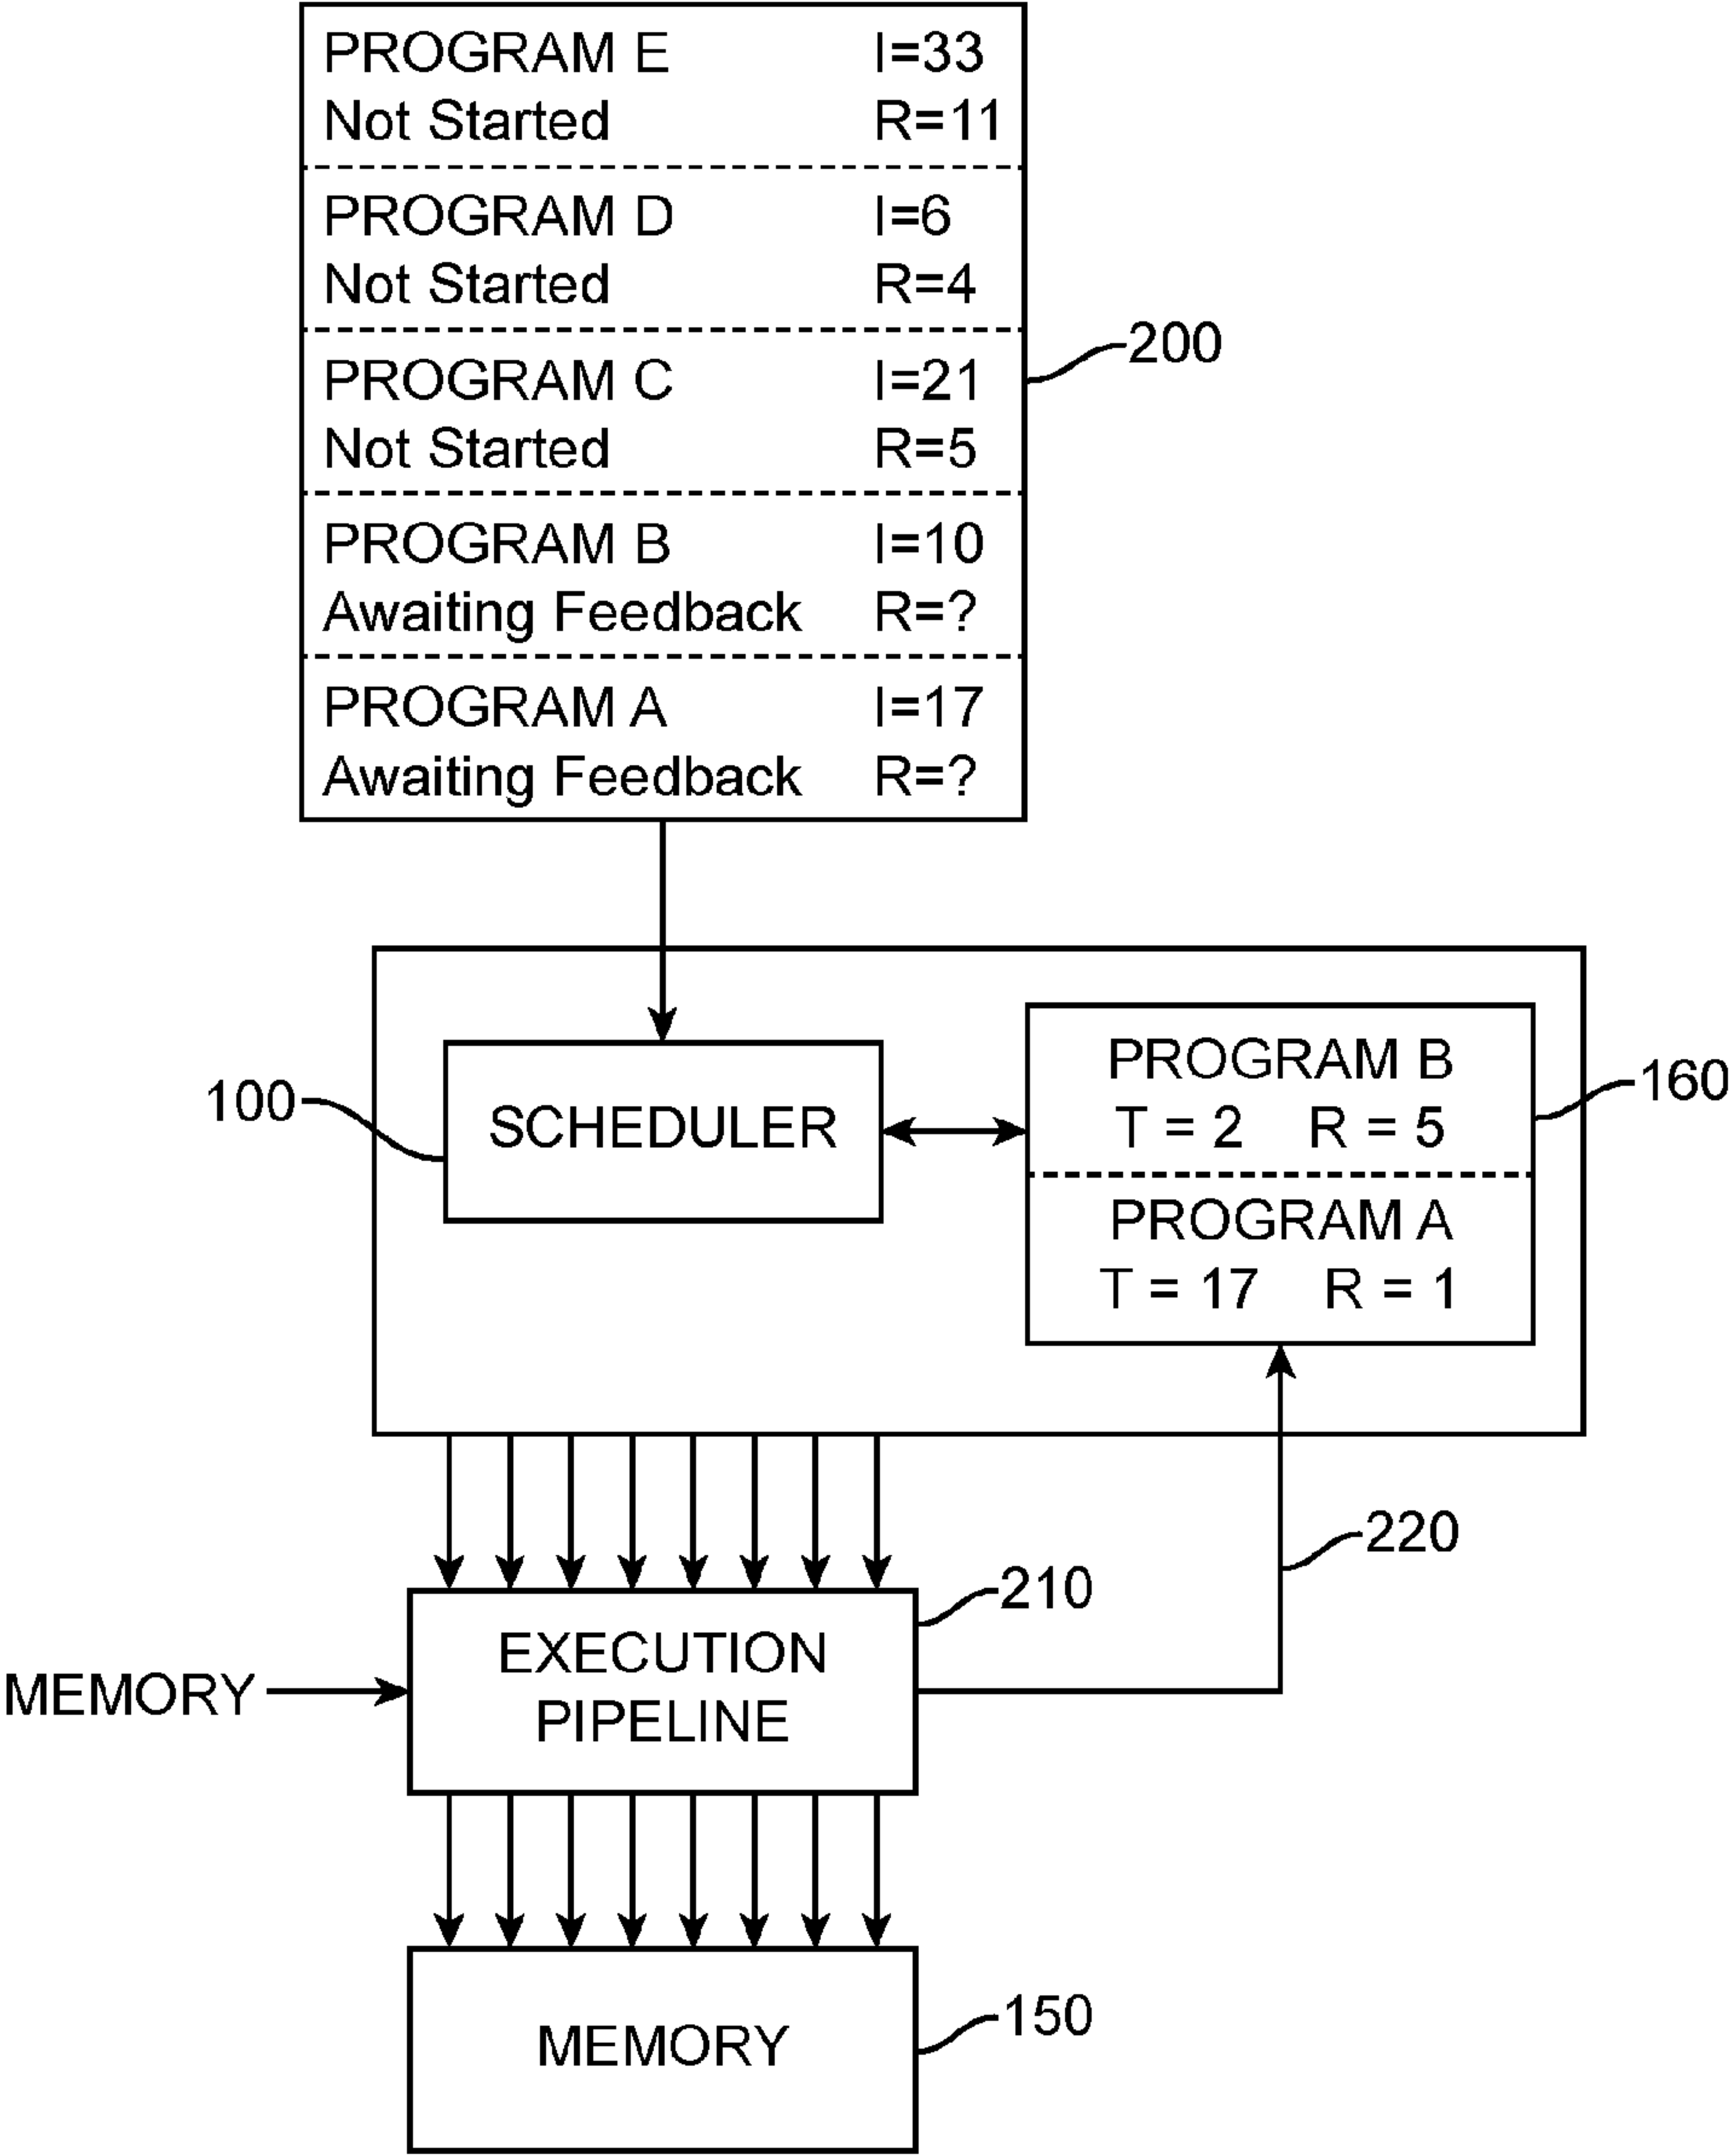 PROGRAM E I=33
Not Started R=11
PROGRAM D I=6
Not Started R=4
200
PROGRAM C I=21
Not Started R=5
PROGRAM B I=10
Awaiting Feedback R=?
PROGRAM A I=17
Awaiting Feedback R=?
100
SCHEDULER
PROGRAM B
T = 2 R = 5
160
PROGRAM A
T = 17 R = 1
220
210
EXECUTION
PIPELINE
MEMORY
MEMORY
150